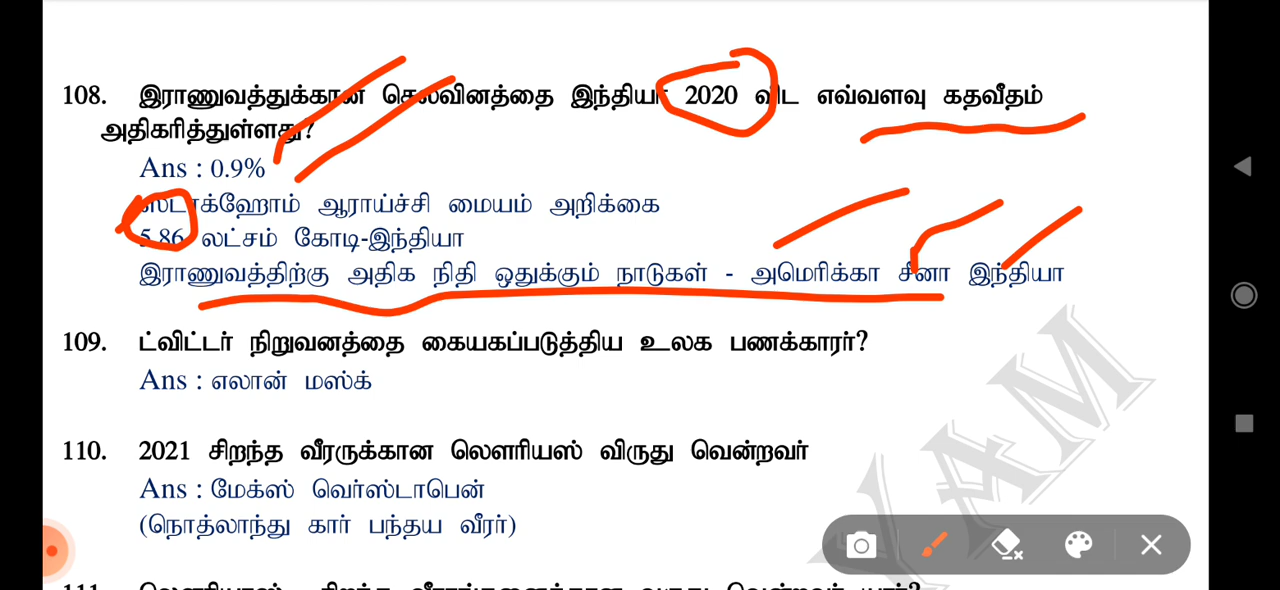 108. இராணுவத்துக்கான செலவினத்தை இந்தியா 2020 விட எவ்வளவு கதவீதம்
அதிகரித்துள்ளது?
Ans : 0.9%
ஸ்டாக்ஹோம் ஆராய்ச்சி மையம் அறிக்கை
5.86 லட்சம் கோடி-இந்தியா
இராணுவத்திற்கு அதிக நிதி ஒதுக்கும் நாடுகள் - அமெரிக்கா சீனா இந்தியா
109. ட்விட்டர் நிறுவனத்தை கையகப்படுத்திய உலக பணக்காரர்?
Ans : எலான் மஸ்க்
110. 2021 சிறந்த வீரருக்கான லௌரியஸ் விருது வென்றவர்
Ans : மேக்ஸ் வெர்ஸ்டாபென்
(நொத்லாந்து கார் பந்தய வீரர்)